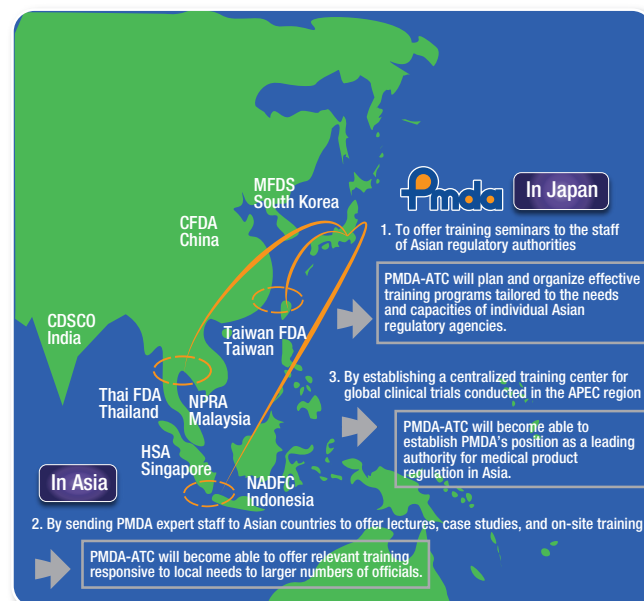 MFDS
South Korea
CFDA
China
CDSCO
India
Taiwan FDA
Taiwan
Thai FDA
Thailand
NPRA
Malaysia
HSA
Singapore
NADFC
Indonesia
Pmda
In Japan
1. To offer training seminars to the staff
of Asian regulatory authorities
PMDA-ATC will plan and organize effective
training programs tailored to the needs
and capacities of individual Asian
regulatory agencies.
3. By establishing a centralized training center for
global clinical trials conducted in the APEC region
PMDA-ATC will become able to
establish PMDA's position as a leading
authority for medical product
regulation in Asia.
In Asia
2. By sending PMDA expert staff to Asian countries to offer lectures, case studies, and on-site training
PMDA-ATC will become able to offer relevant training
responsive to local needs to larger numbers of officials.